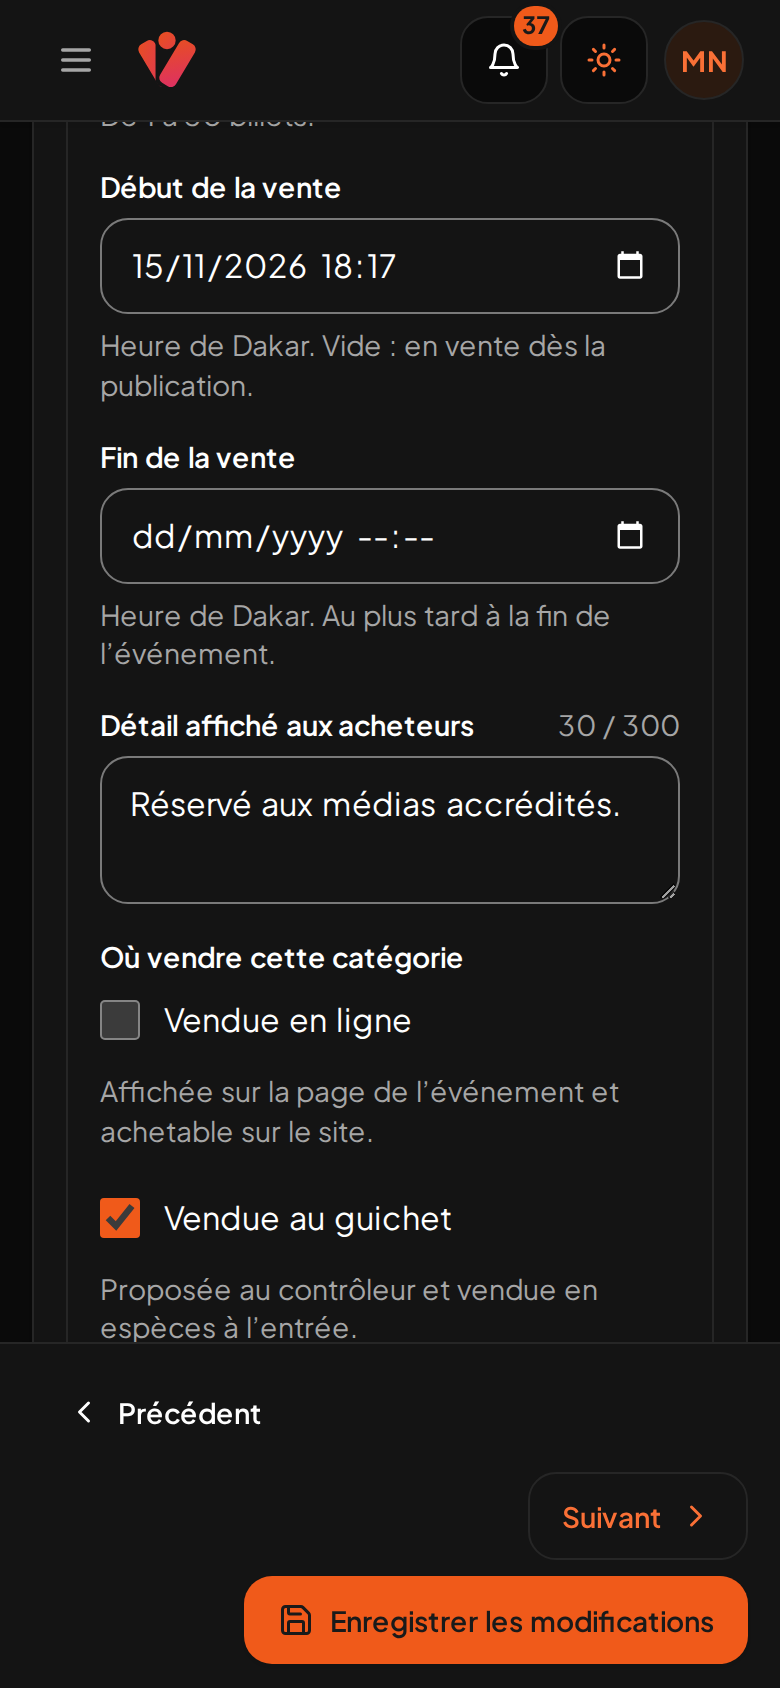 37
MN
Début de la vente
15/11/2026 18:17
Heure de Dakar. Vide : en vente dès la
publication.
Fin de la vente
dd/mm/yyyy --:--
Heure de Dakar. Au plus tard à la fin de
l’événement.
Détail affiché aux acheteurs 30 / 300
Réservé aux médias accrédités.
Où vendre cette catégorie
Vendue en ligne
Affichée sur la page de l’événement et
achetable sur le site.
Vendue au guichet
Proposée au contrôleur et vendue en
espèces à l’entrée.
Précédent
Suivant
Enregistrer les modifications